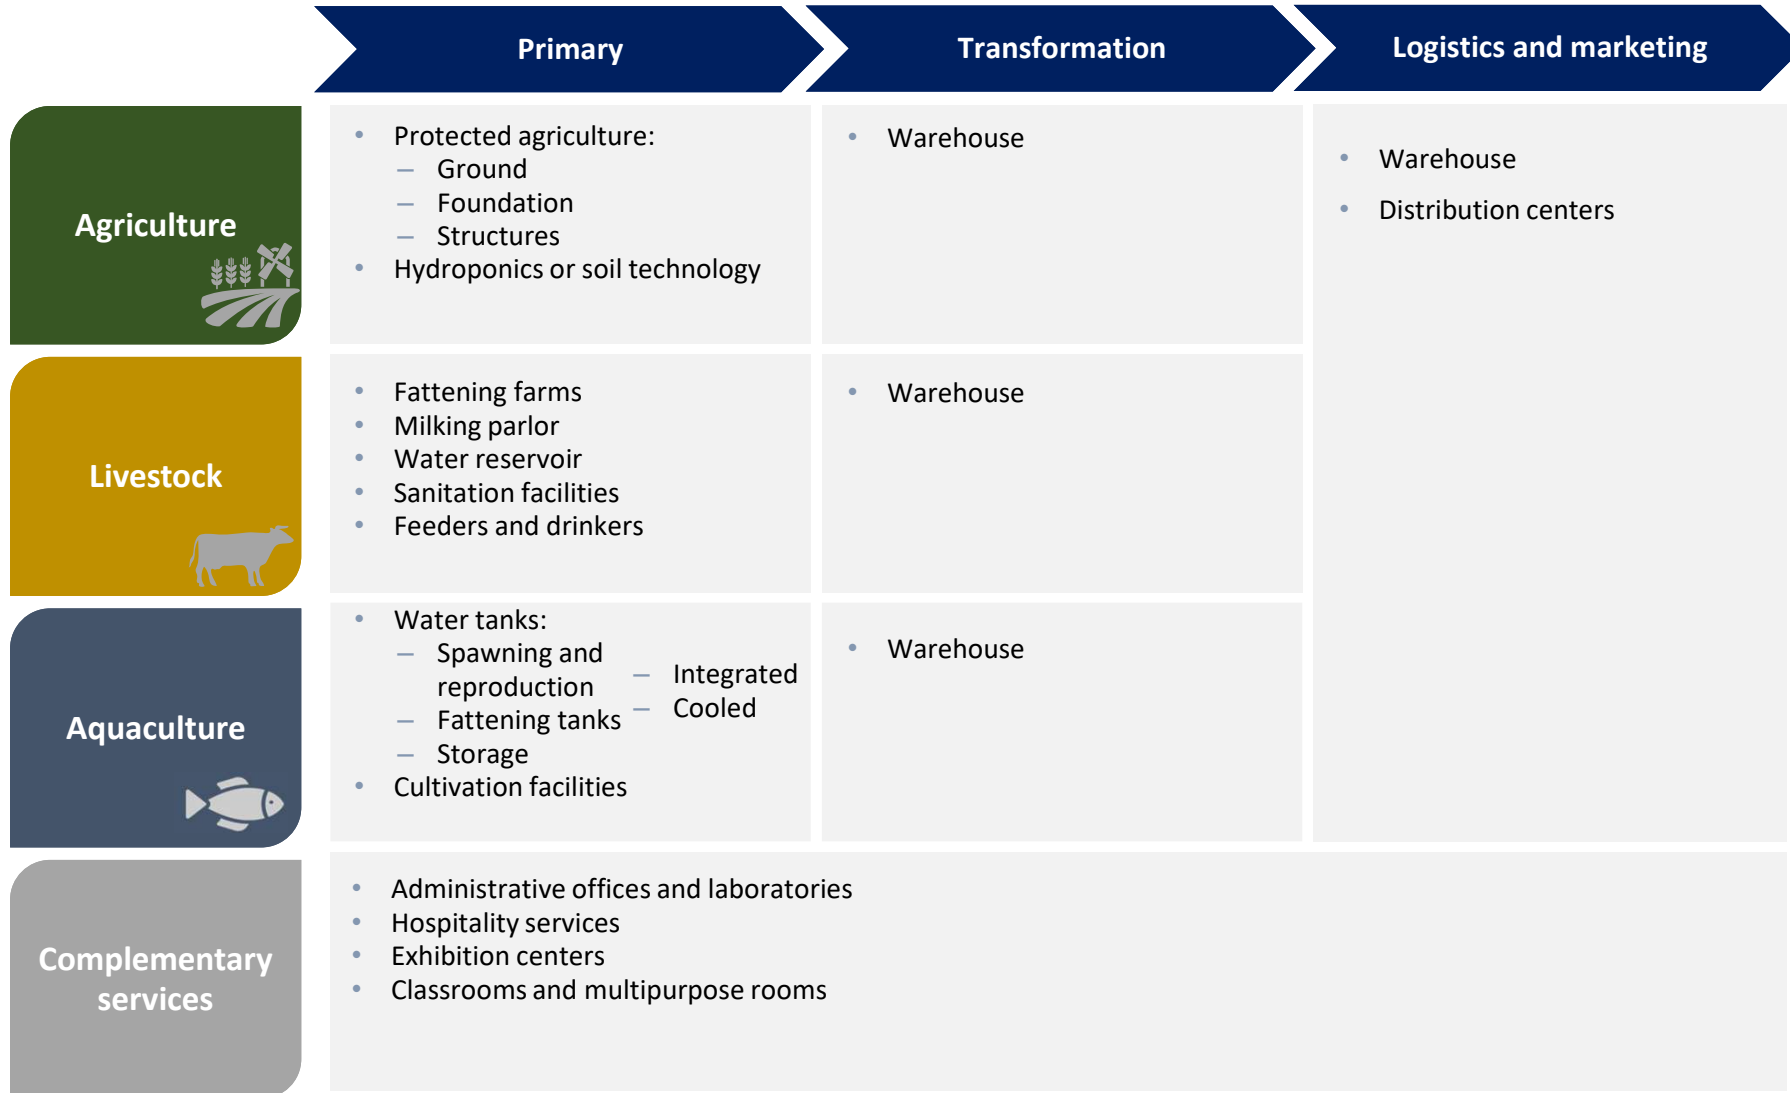 Primary
Transformation
Logistics and marketing
Agriculture
• Protected agriculture:
– Ground
– Foundation
– Structures
• Hydroponics or soil technology
• Warehouse
• Warehouse
• Distribution centers
Livestock
• Fattening farms
• Milking parlor
• Water reservoir
• Sanitation facilities
• Feeders and drinkers
• Warehouse
Aquaculture
• Water tanks:
– Spawning and
reproduction
– Fattening tanks
– Storage
– Integrated
– Cooled
• Cultivation facilities
• Warehouse
Complementary
services
• Administrative offices and laboratories
• Hospitality services
• Exhibition centers
• Classrooms and multipurpose rooms